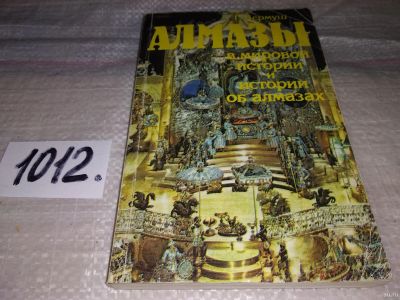 АЛМАЗЫ
в мировой
истории
и
истории
об алмазах
1012.